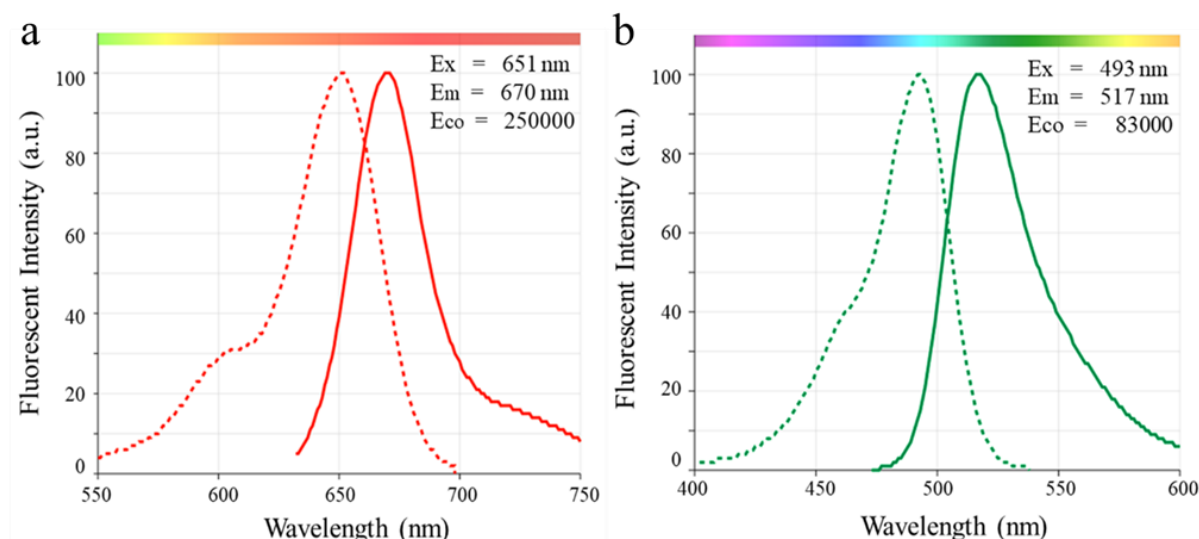 a
Ex = 651 nm
Em = 670 nm
Eco = 250000
100
80
60
40
20
0
Fluorescent Intensity (a.u.)
550 600 650 700 750
Wavelength (nm)
b
Ex = 493 nm
Em = 517 nm
Eco = 83000
100
80
60
40
20
0
Fluorescent Intensity (a.u.)
400 450 500 550 600
Wavelength (nm)